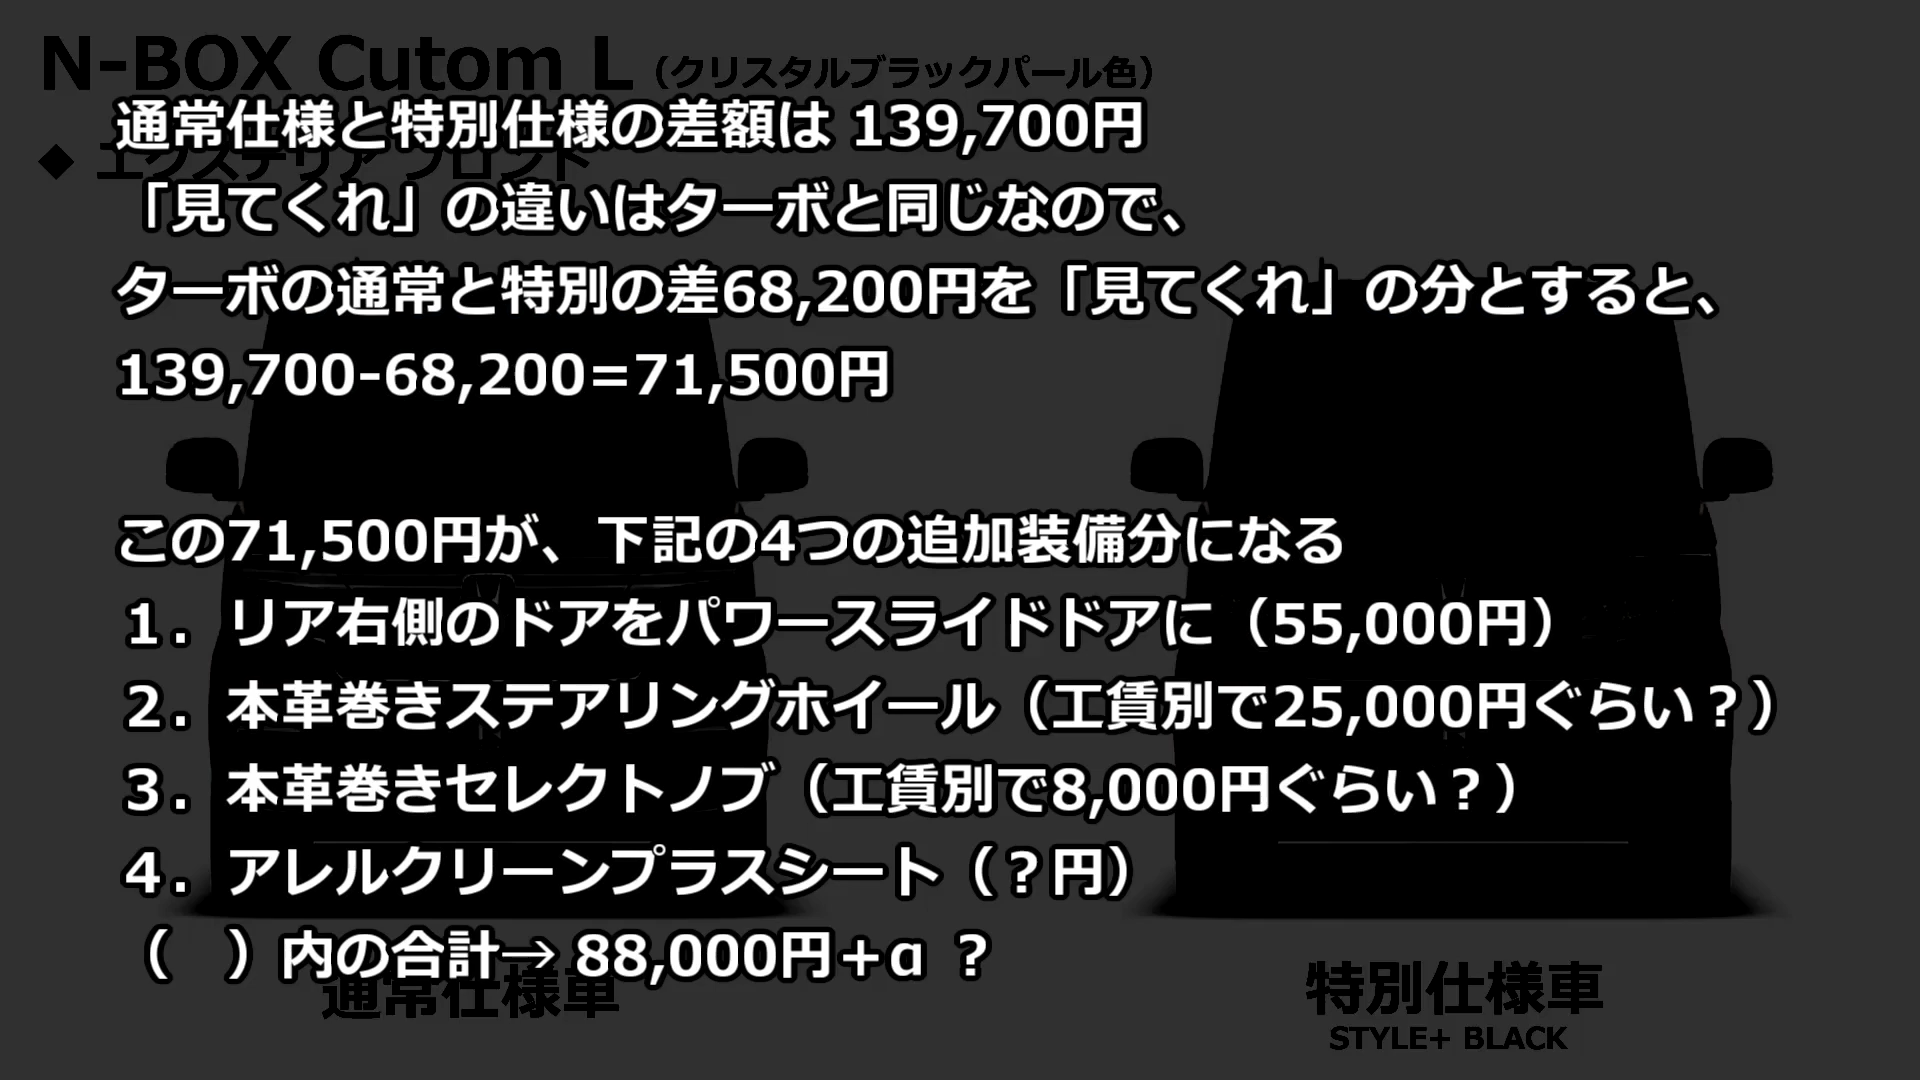 N-BOX Cutom L（クリスタルブラックパール色）
通常仕様と特別仕様の差額は 139,700円
◆ エクステリア フロント
「見てくれ」の違いはターボと同じなので、
ターボの通常と特別の差68,200円を「見てくれ」の分とすると、
139,700-68,200=71,500円
この71,500円が、下記の4つの追加装備分になる
１．リア右側のドアをパワースライドドアに（55,000円）
２．本革巻きステアリングホイール（工賃別で25,000円ぐらい？）
３．本革巻きセレクトノブ（工賃別で8,000円ぐらい？）
４．アレルクリーンプラスシート（？円）
（　）内の合計→ 88,000円＋α ？
通常仕様車
特別仕様車
STYLE+ BLACK